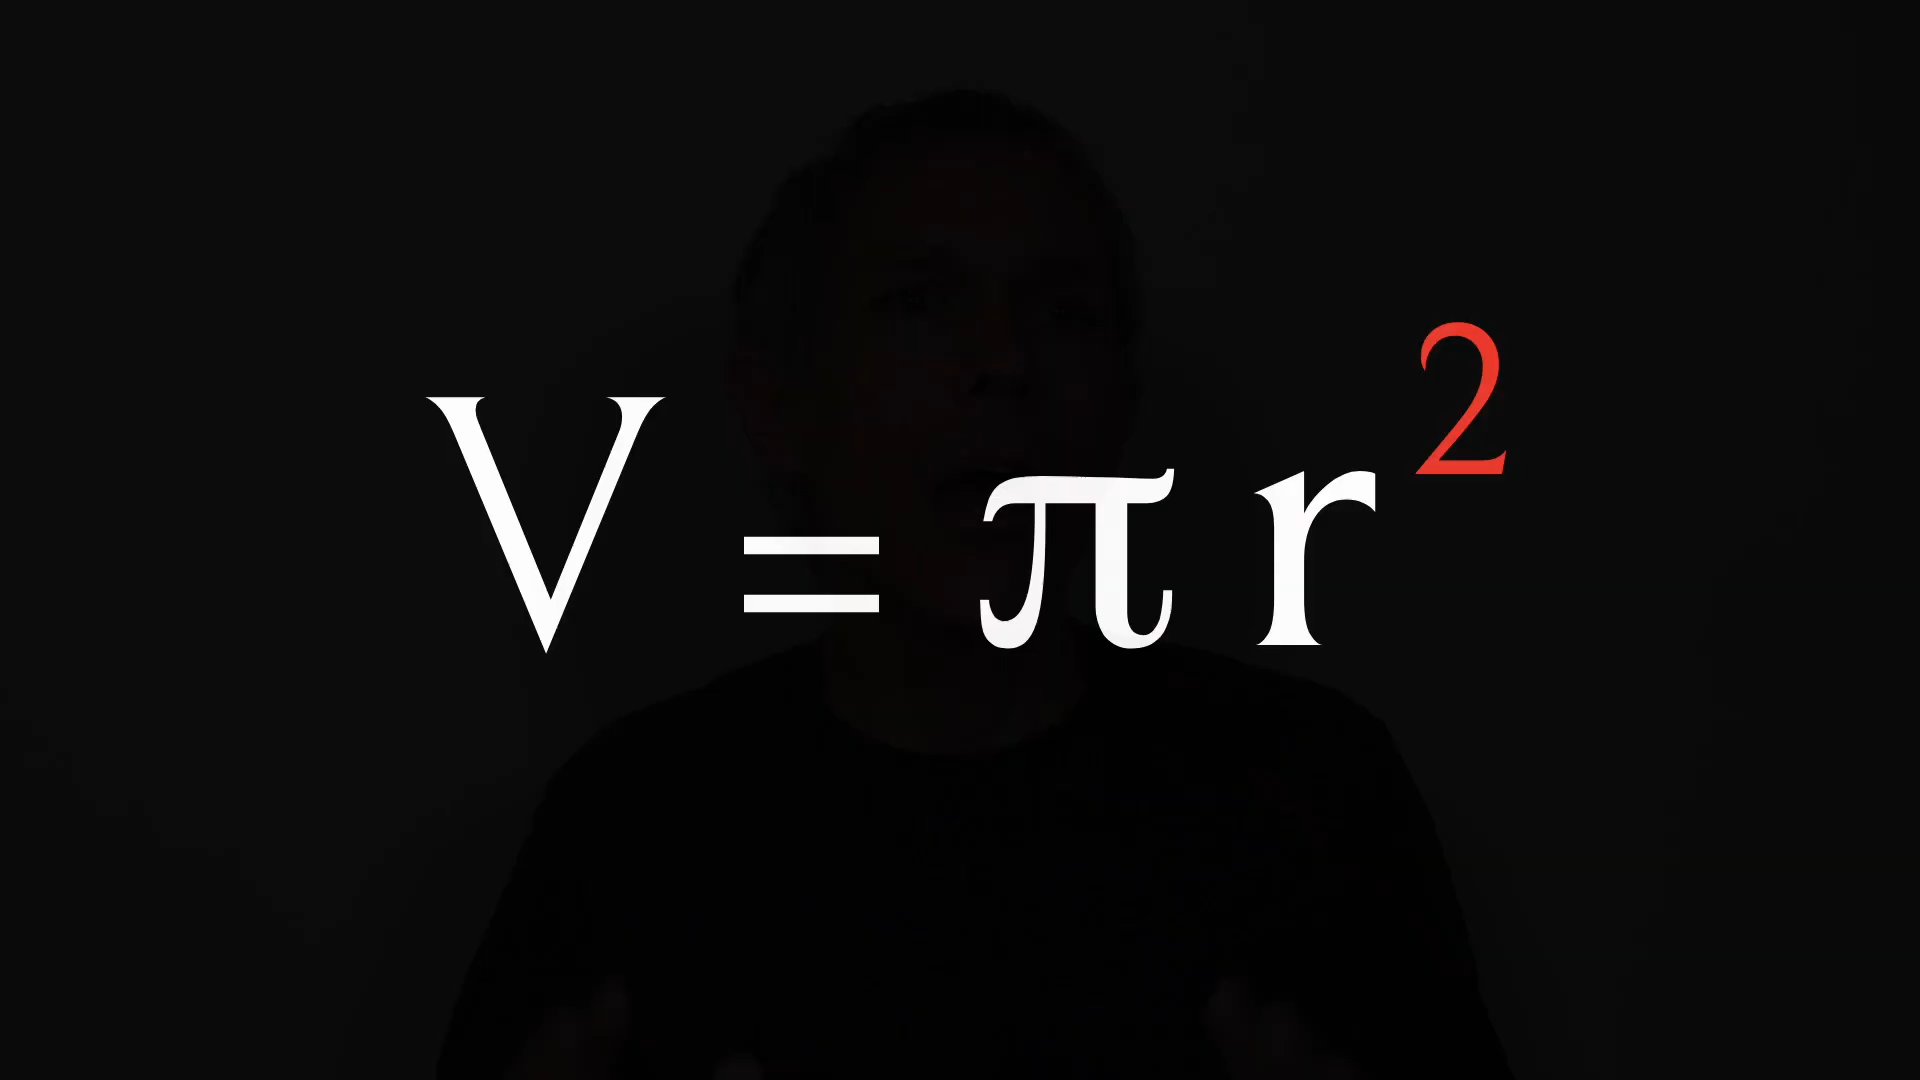 V = π r²